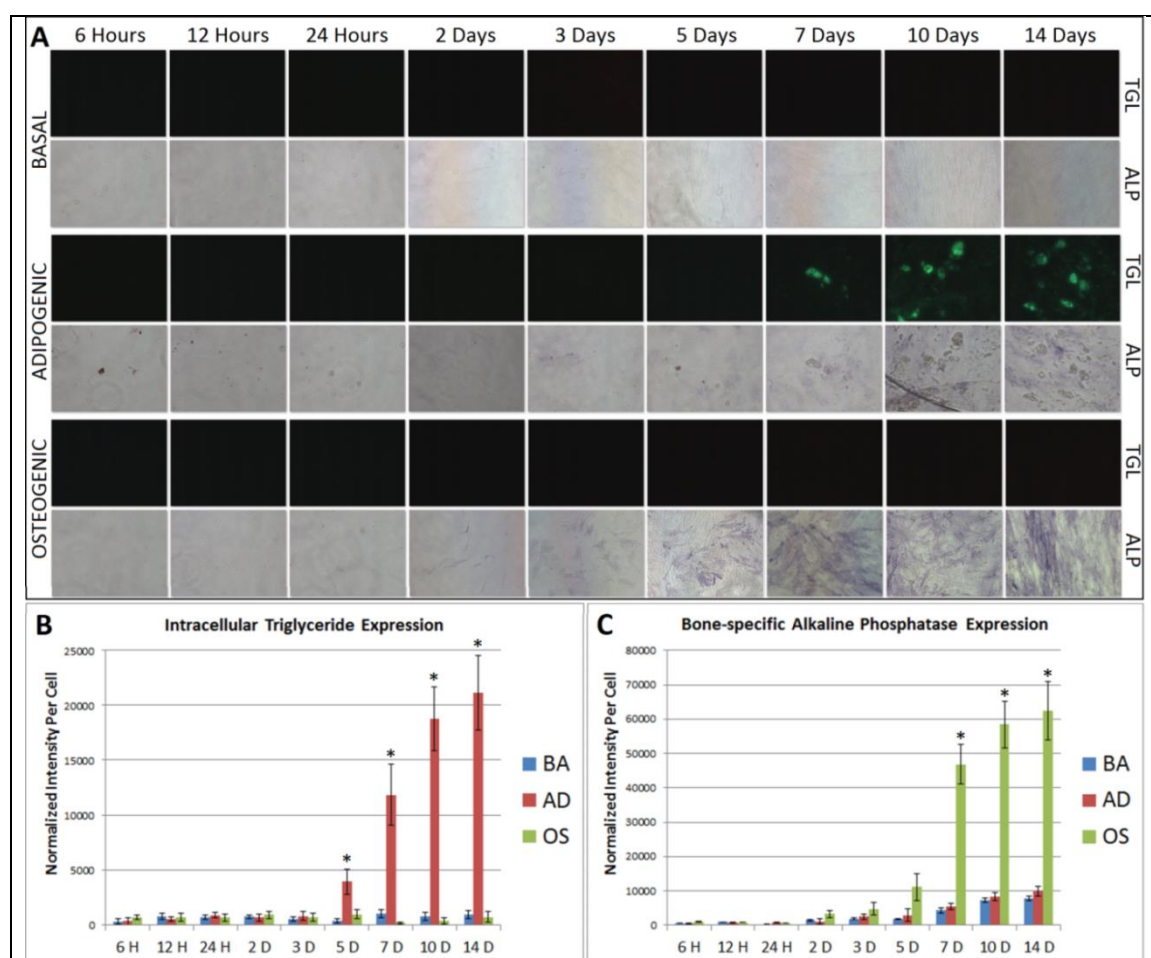 A
6 Hours 12 Hours 24 Hours 2 Days 3 Days 5 Days 7 Days 10 Days 14 Days
BASAL
TGL
ALP
ADIPOGENIC
TGL
ALP
OSTEOGENIC
TGL
ALP
B
Intracellular Triglyceride Expression
Normalized Intensity Per Cell
25000
20000
15000
10000
5000
0
* * * *
6 H 12 H 24 H 2 D 3 D 5 D 7 D 10 D 14 D
BA
AD
OS
C
Bone-specific Alkaline Phosphatase Expression
Normalized Intensity Per Cell
80000
70000
60000
50000
40000
30000
20000
10000
0
* * *
6 H 12 H 24 H 2 D 3 D 5 D 7 D 10 D 14 D
BA
AD
OS